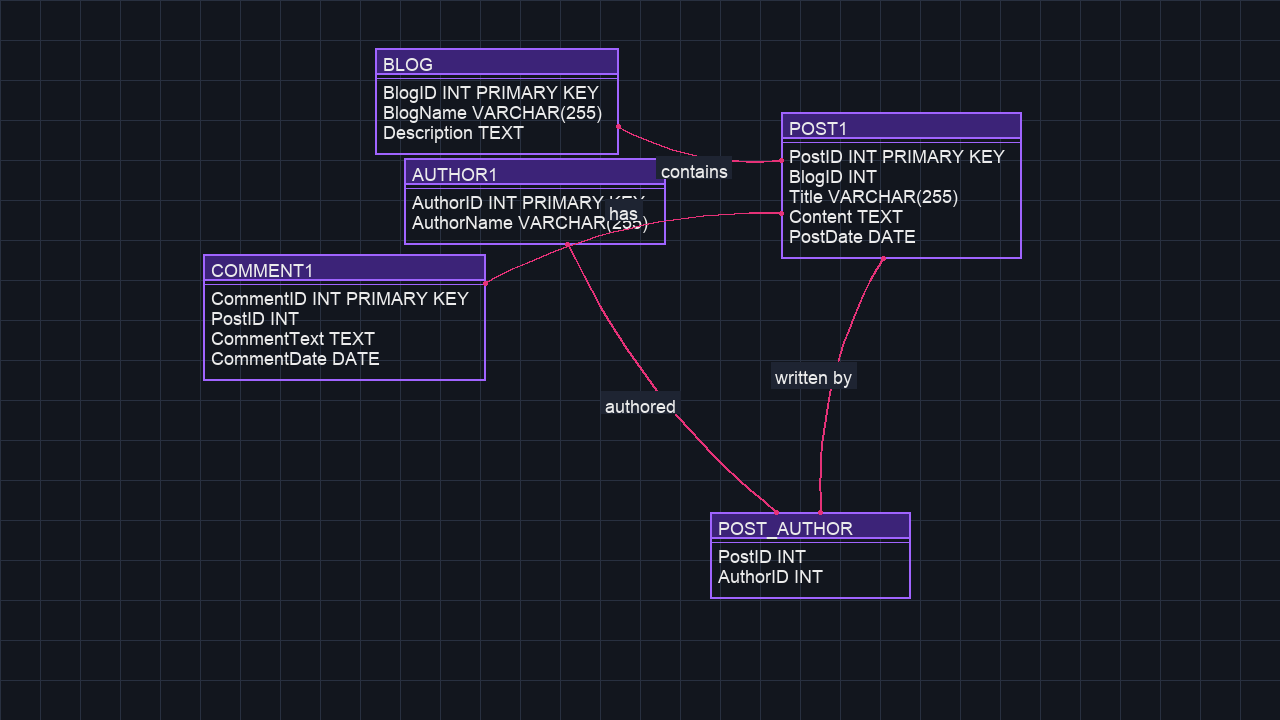 BLOG
BlogID INT PRIMARY KEY
BlogName VARCHAR(255)
Description TEXT
POST1
PostID INT PRIMARY KEY
BlogID INT
Title VARCHAR(255)
Content TEXT
PostDate DATE
contains
AUTHOR1
AuthorID INT PRIMARY KEY
AuthorName VARCHAR(255)
has
COMMENT1
CommentID INT PRIMARY KEY
PostID INT
CommentText TEXT
CommentDate DATE
authored
written by
POST_AUTHOR
PostID INT
AuthorID INT